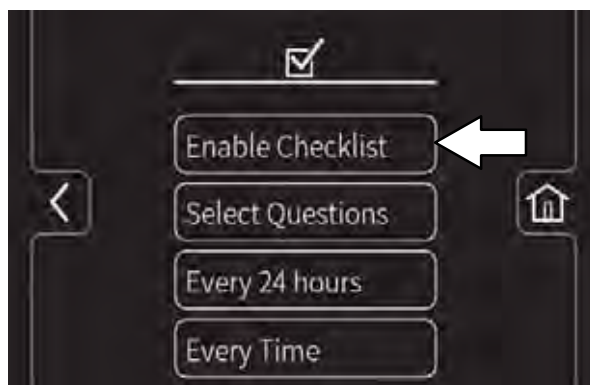 Enable Checklist
Select Questions
Every 24 hours
Every Time